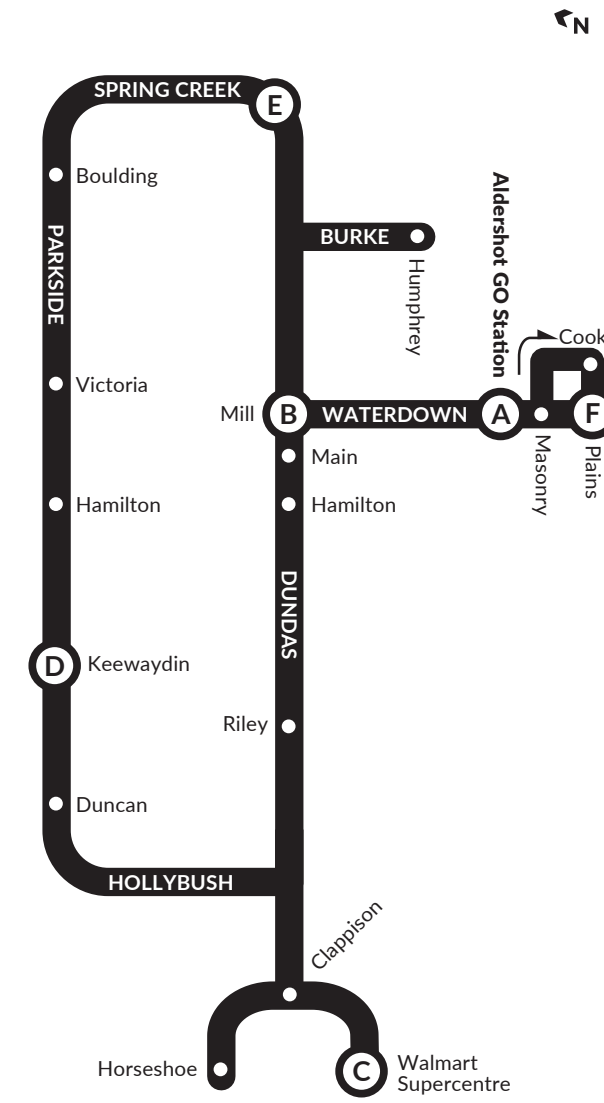 N
SPRING CREEK
E
Boulding
PARKSIDE
BURKE
Humphrey
Aldershot GO Station
Cook
Victoria
Mill
B
WATERDOWN
A
F
Masonry
Plains
Main
Hamilton
Hamilton
DUNDAS
D
Keewaydin
Riley
Duncan
HOLLYBUSH
Clappison
Horseshoe
C
Walmart
Supercentre